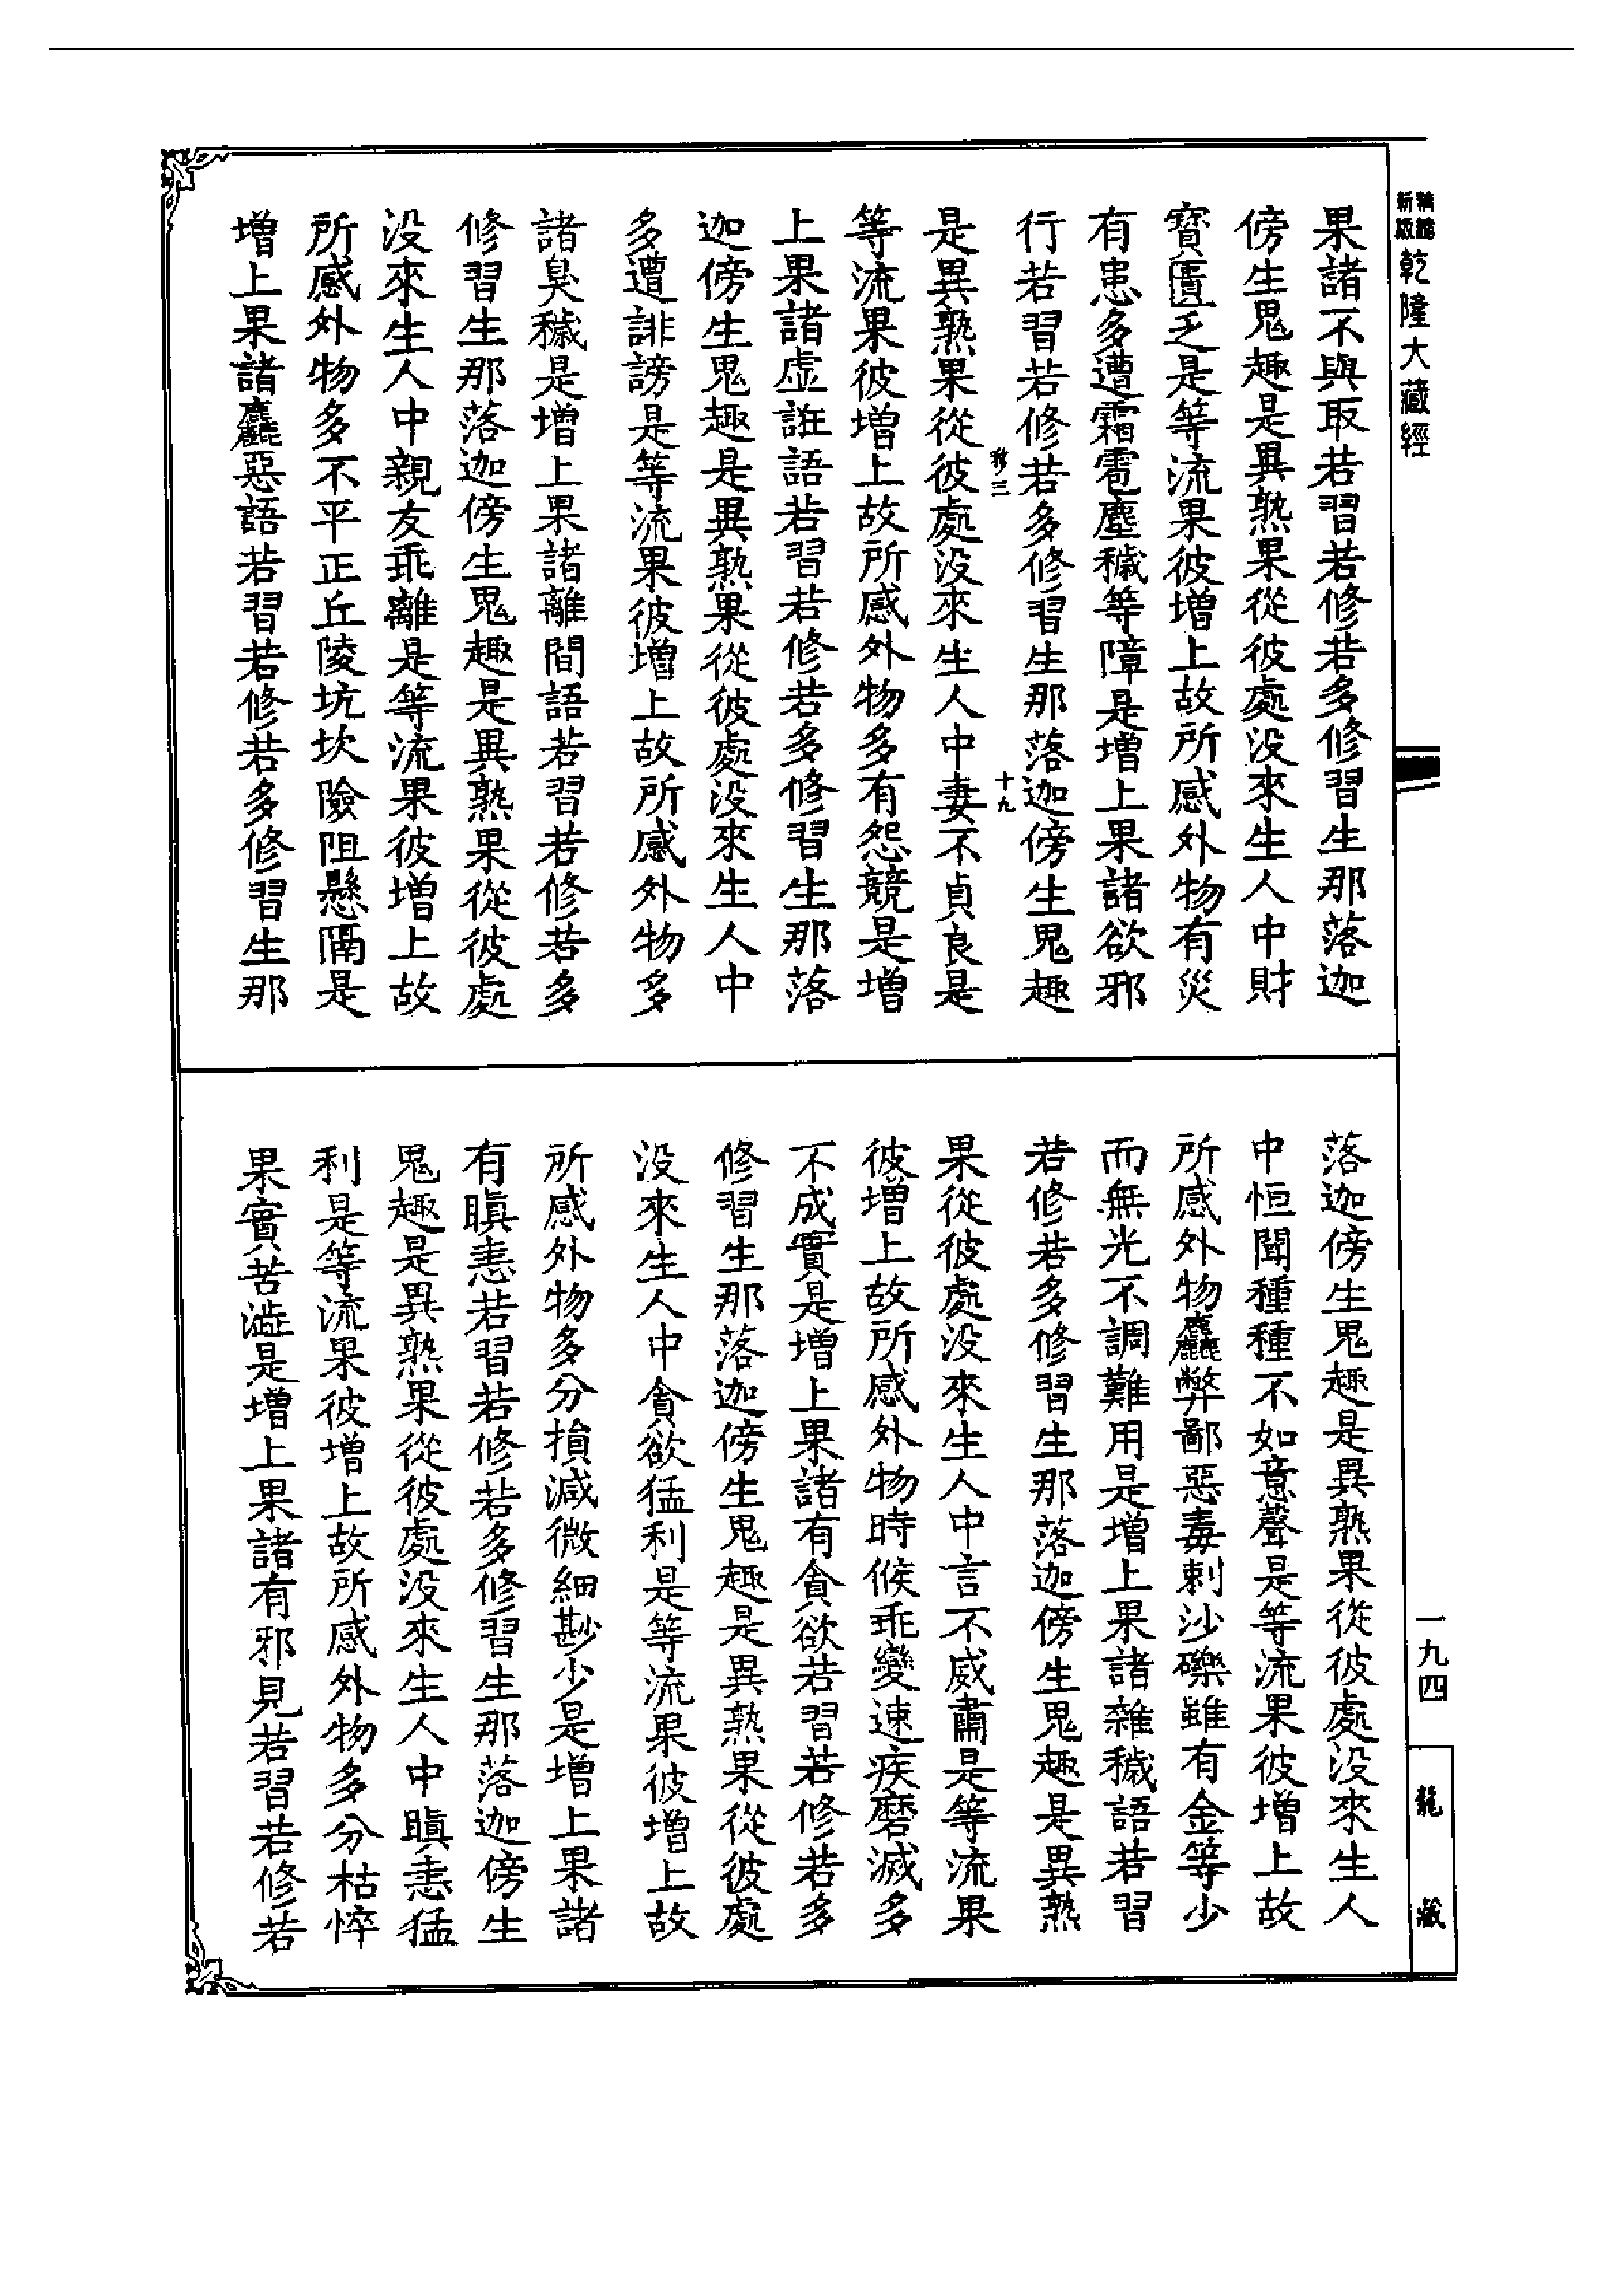 乾隆大藏經
果諸不與取若習若修若多修習生那落迦
傍生鬼趣是異熟果從彼處没來生人中財
寶匱乏是等流果彼增上故所感外物有災
有患多遭霜雹塵穢等障是增上果諸欲邪
行若習若修若多修習生那落迦傍生鬼趣
十九
是異熟果從彼處没來生人中妻不貞良是
等流果彼增上故所感外物多有怨競是增
上果諸虚誑語若習若修若多修習生那落
迦傍生鬼趣是異熟果從彼處没來生人中
多遭誹謗是等流果彼增上故所感外物多
諸臭穢是增上果諸離間語若習若修若多
修習生那落迦傍生鬼趣是異熟果從彼處
没來生人中親友乖離是等流果彼增上故
所感外物多不平正丘陵坑坎險阻懸隔是
增上果諸麤惡語若習若修若多修習生那
落迦傍生鬼趣是異熟果從彼處没來生人
中恒聞種種不如意聲是等流果彼增上故
所感外物麤弊鄙惡毒刺沙礫雖有金等少
而無光不調難用是增上果諸雜穢語若習
若修若多修習生那落迦傍生鬼趣是異熟
果從彼處没來生人中言不威肅是等流果
彼增上故所感外物時候乖變速疾磨滅多
不成實是增上果諸有貪欲若習若修若多
修習生那落迦傍生鬼趣是異熟果從彼處
没來生人中貪欲猛利是等流果彼增上故
所感外物多分損減微細尠少是增上果諸
有瞋恚若習若修若多修習生那落迦傍生
鬼趣是異熟果從彼處没來生人中瞋恚猛
利是等流果彼增上故所感外物多分枯悴
果實苦澁是增上果諸有邪見若習若修若
一九四
龍藏